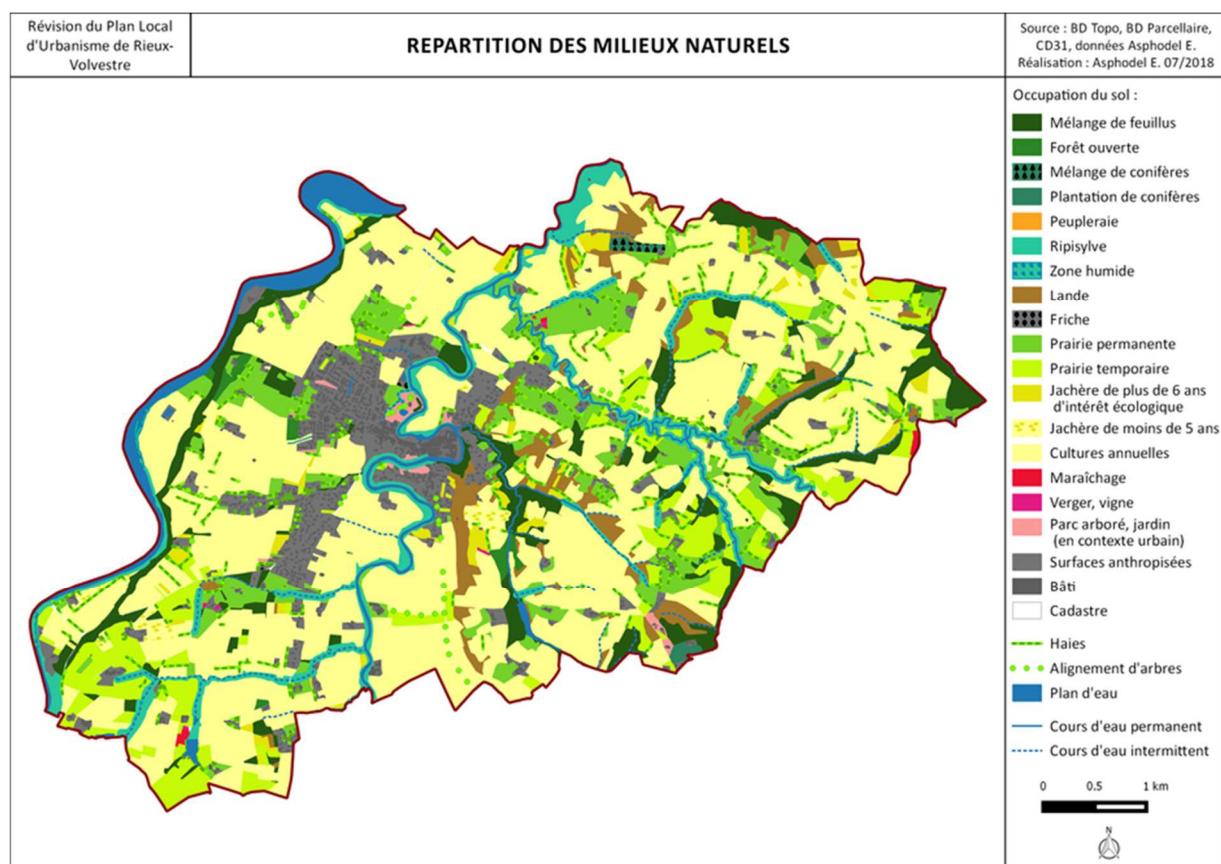 Révision du Plan Local
d'Urbanisme de Rieux-
Volvestre
REPARTITION DES MILIEUX NATURELS
Source : BD Topo, BD Parcellaire,
CD31, données Asphodel E.
Réalisation : Asphodel E. 07/2018
Occupation du sol :
Mélange de feuillus
Forêt ouverte
Mélange de conifères
Plantation de conifères
Peupleraie
Ripisylve
Zone humide
Lande
Friche
Prairie permanente
Prairie temporaire
Jachère de plus de 6 ans
d'intérêt écologique
Jachère de moins de 5 ans
Cultures annuelles
Maraîchage
Verger, vigne
Parc arboré, jardin
(en contexte urbain)
Surfaces anthropisées
Bâti
Cadastre
Haies
Alignement d'arbres
Plan d'eau
Cours d'eau permanent
Cours d'eau intermittent
0 0.5 1 km
N